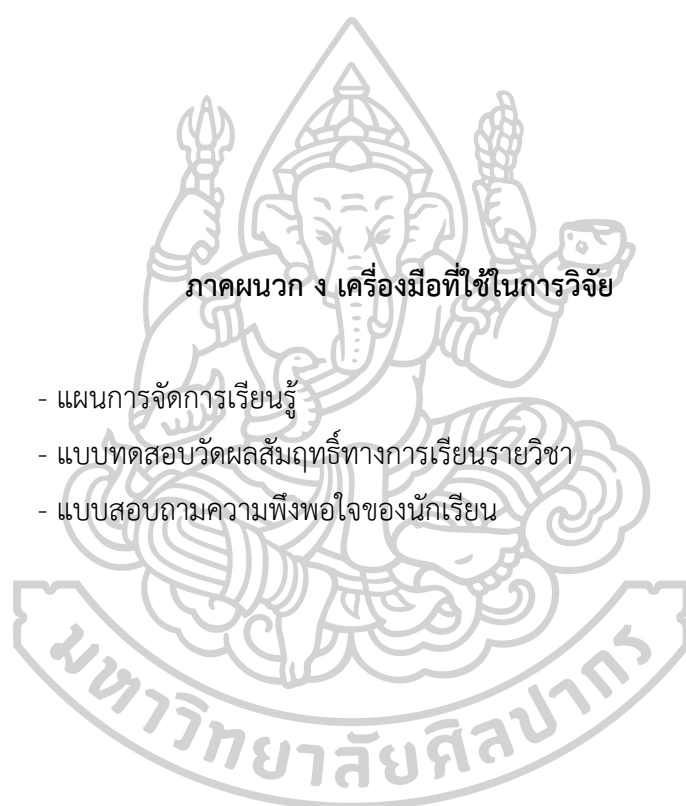 ภาคผนวก ง เครื่องมือที่ใช้ในการวิจัย
- แผนการจัดการเรียนรู้
- แบบทดสอบวัดผลสัมฤทธิ์ทางการเรียนรายวิชา
- แบบสอบถามความพึงพอใจของนักเรียน
มหาวิทยาลัยศิลปากร